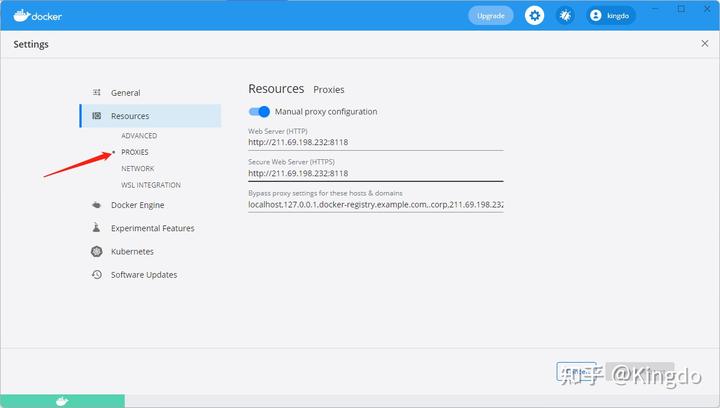 docker
Upgrade
kingdo
Settings
General
Resources
ADVANCED
PROXIES
NETWORK
WSL INTEGRATION
Docker Engine
Experimental Features
Kubernetes
Software Updates
Resources Proxies
Manual proxy configuration
Web Server (HTTP)
http://211.69.198.232:8118
Secure Web Server (HTTPS)
http://211.69.198.232:8118
Bypass proxy settings for these hosts & domains
localhost,127.0.0.1,docker-registry.example.com,.corp,211.69.198.232
知乎 @Kingdo